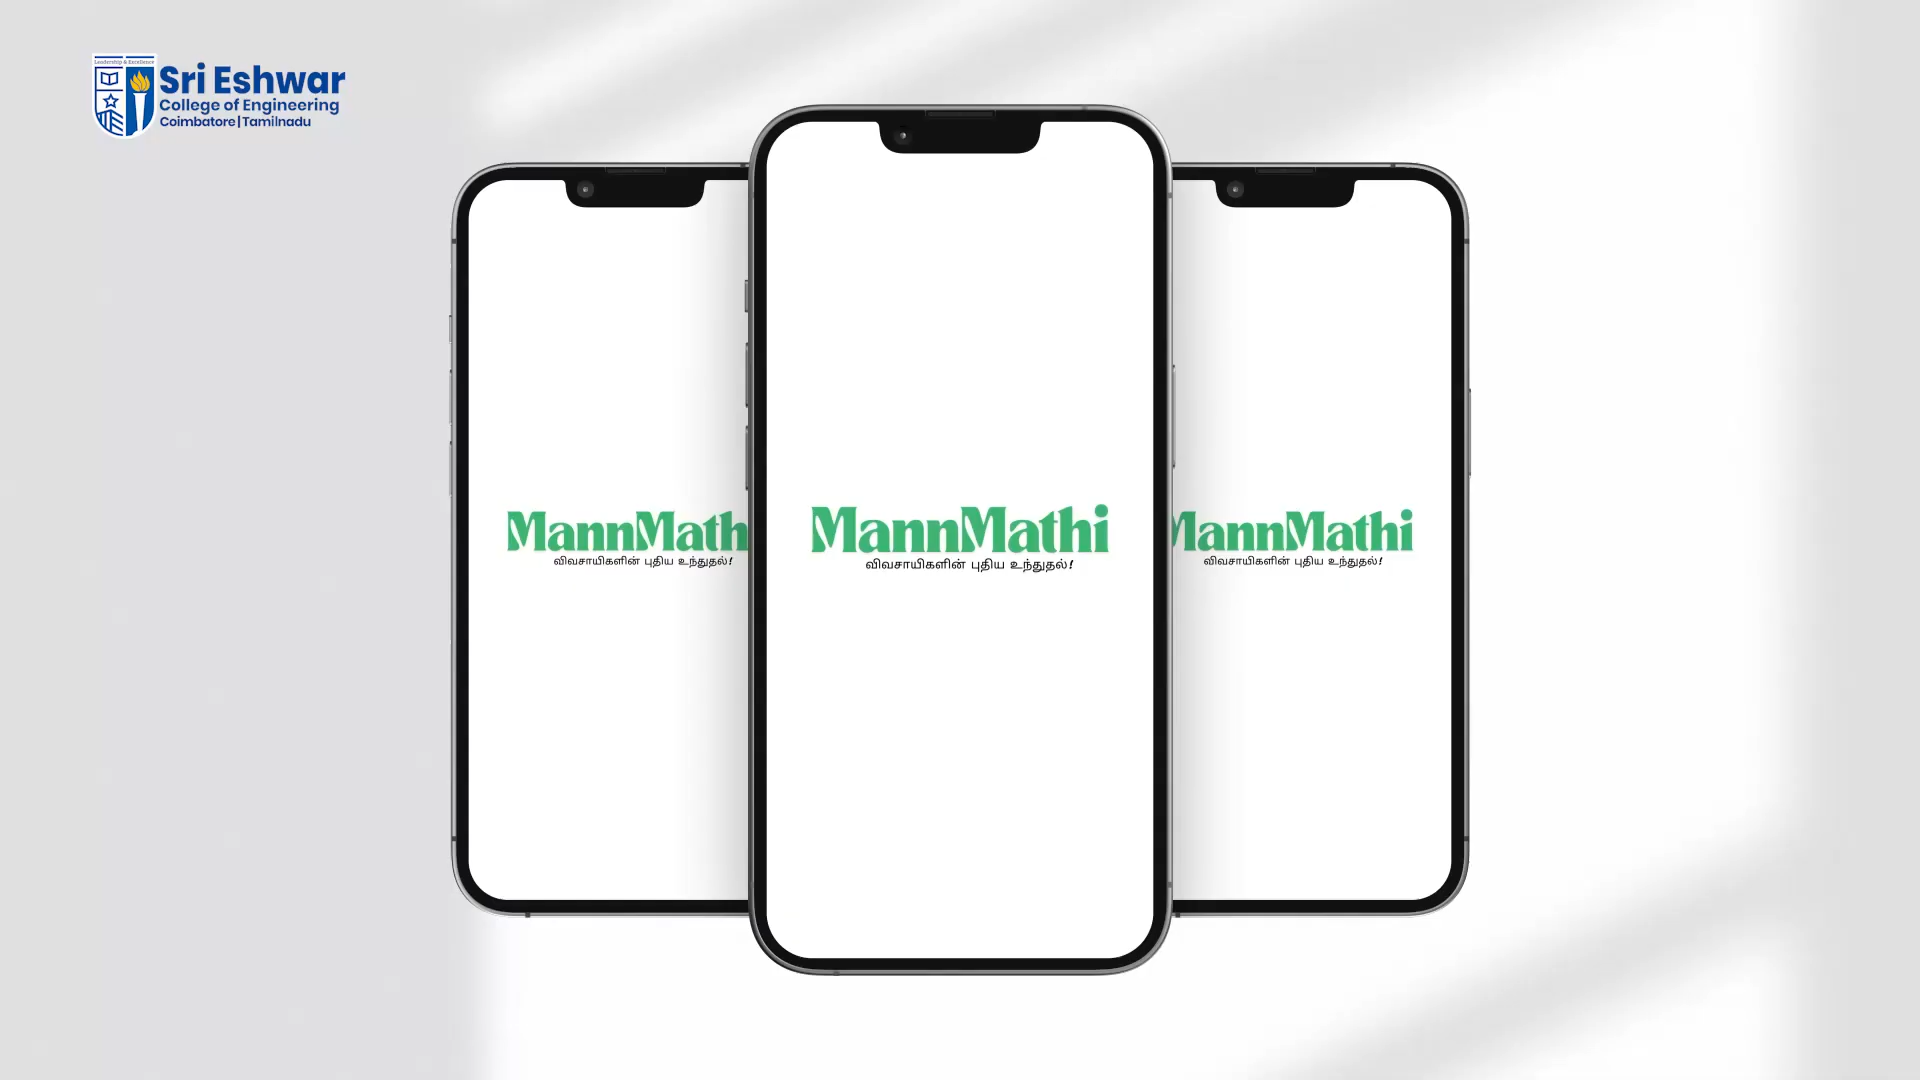 Leadership & Excellence
Sri Eshwar
College of Engineering
Coimbatore | Tamilnadu
MannMath
விவசாயிகளின் புதிய உந்துதல்!
MannMathi
விவசாயிகளின் புதிய உந்துதல்!
MannMathi
விவசாயிகளின் புதிய உந்துதல்!